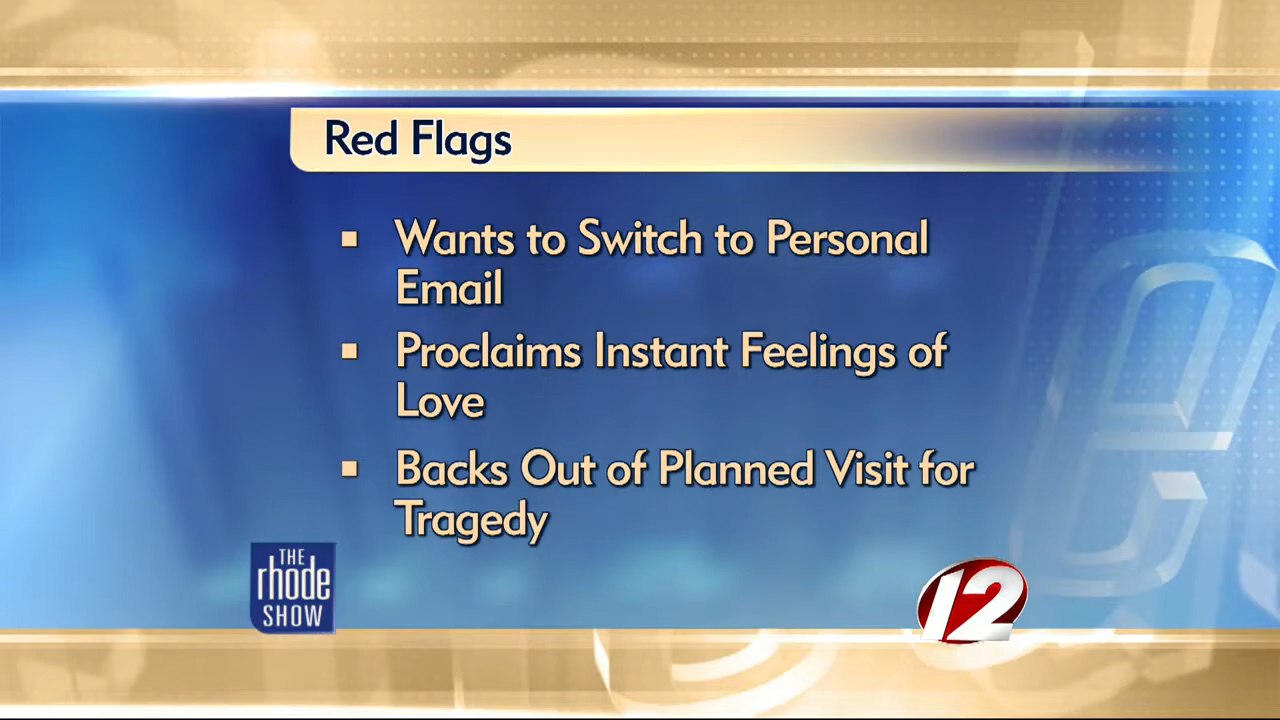 Red Flags
▪ Wants to Switch to Personal
Email
▪ Proclaims Instant Feelings of
Love
▪ Backs Out of Planned Visit for
Tragedy
THE
rhode
SHOW
12